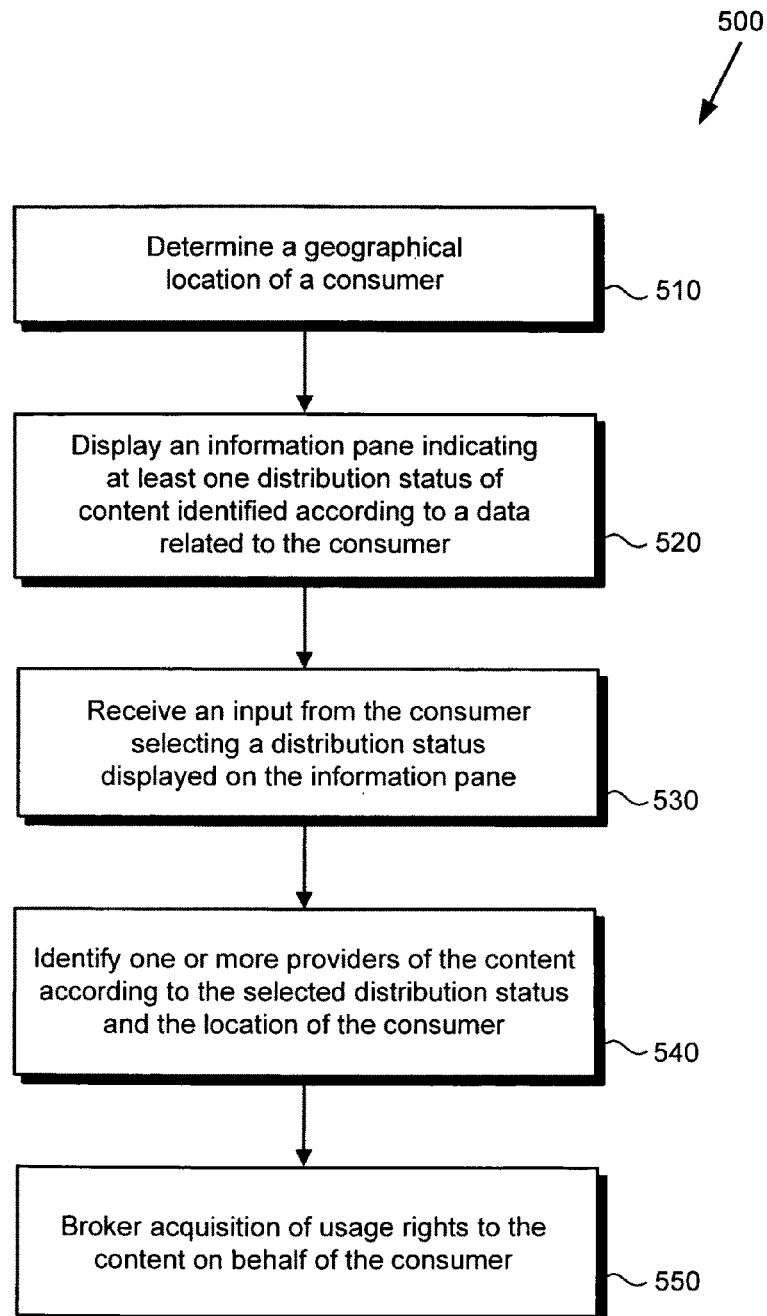 500
Determine a geographical
location of a consumer
510
Display an information pane indicating
at least one distribution status of
content identified according to a data
related to the consumer
520
Receive an input from the consumer
selecting a distribution status
displayed on the information pane
530
Identify one or more providers of the content
according to the selected distribution status
and the location of the consumer
540
Broker acquisition of usage rights to the
content on behalf of the consumer
550